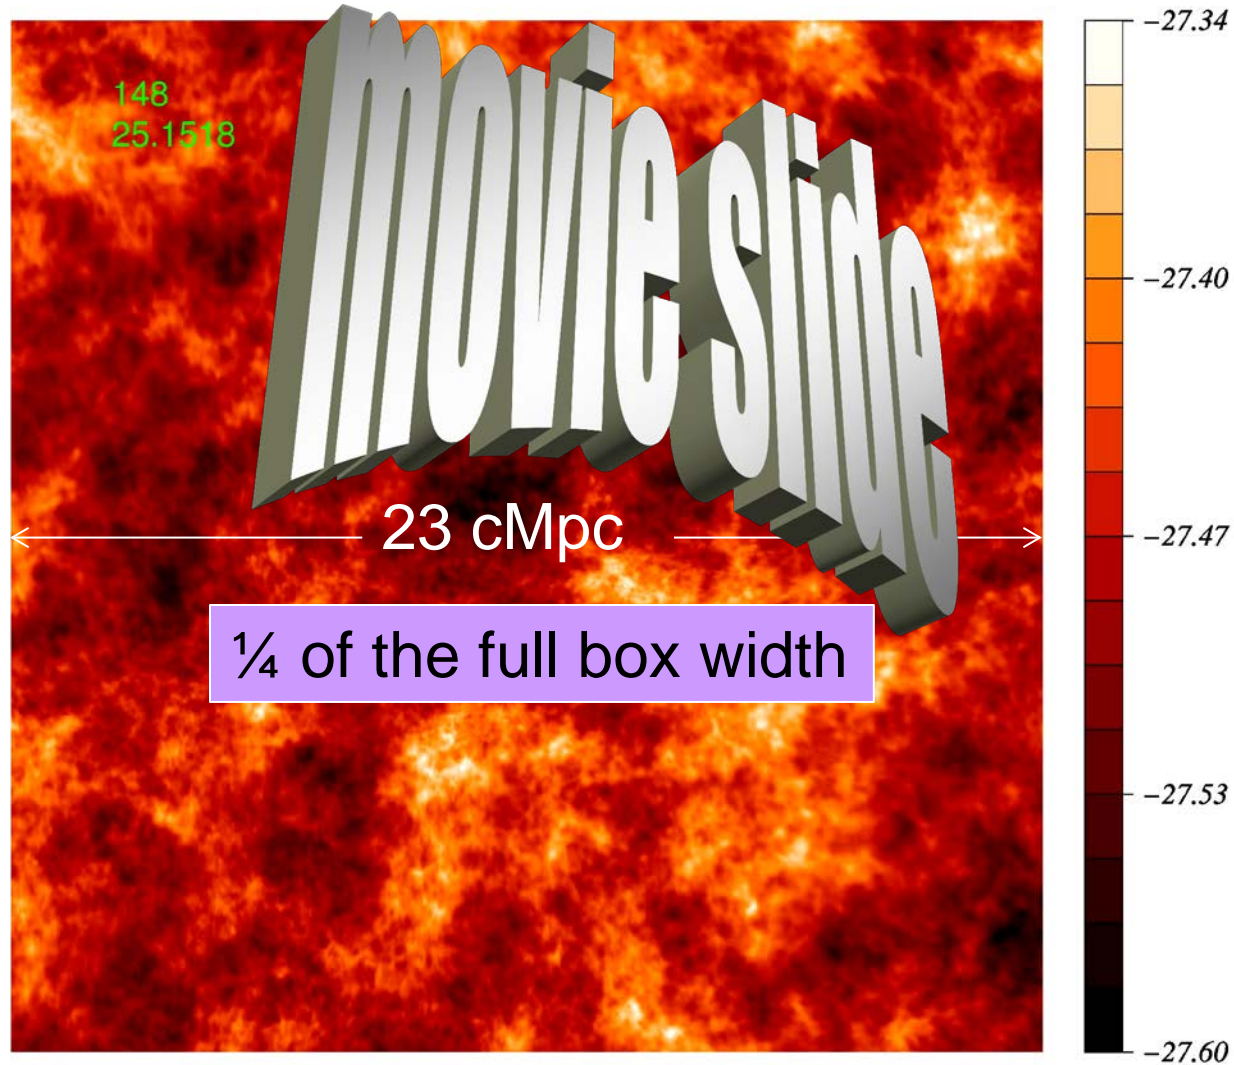 148
25.1518
movie slide
23 cMpc
¼ of the full box width
−27.34
−27.40
−27.47
−27.53
−27.60